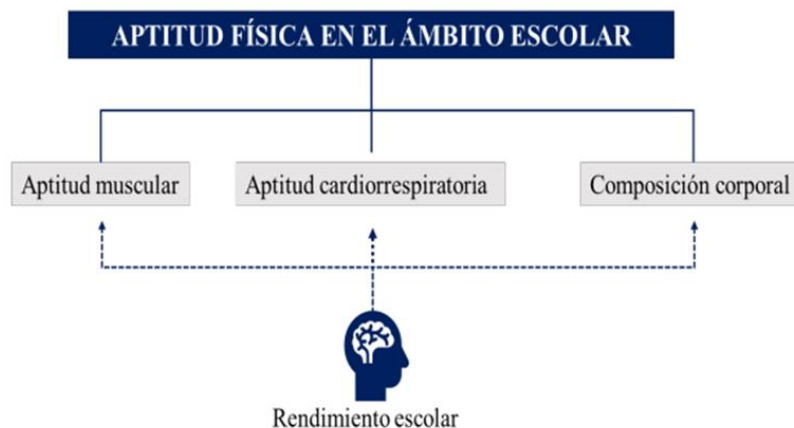 APTITUD FÍSICA EN EL ÁMBITO ESCOLAR
Aptitud muscular
Aptitud cardiorrespiratoria
Composición corporal
Rendimiento escolar